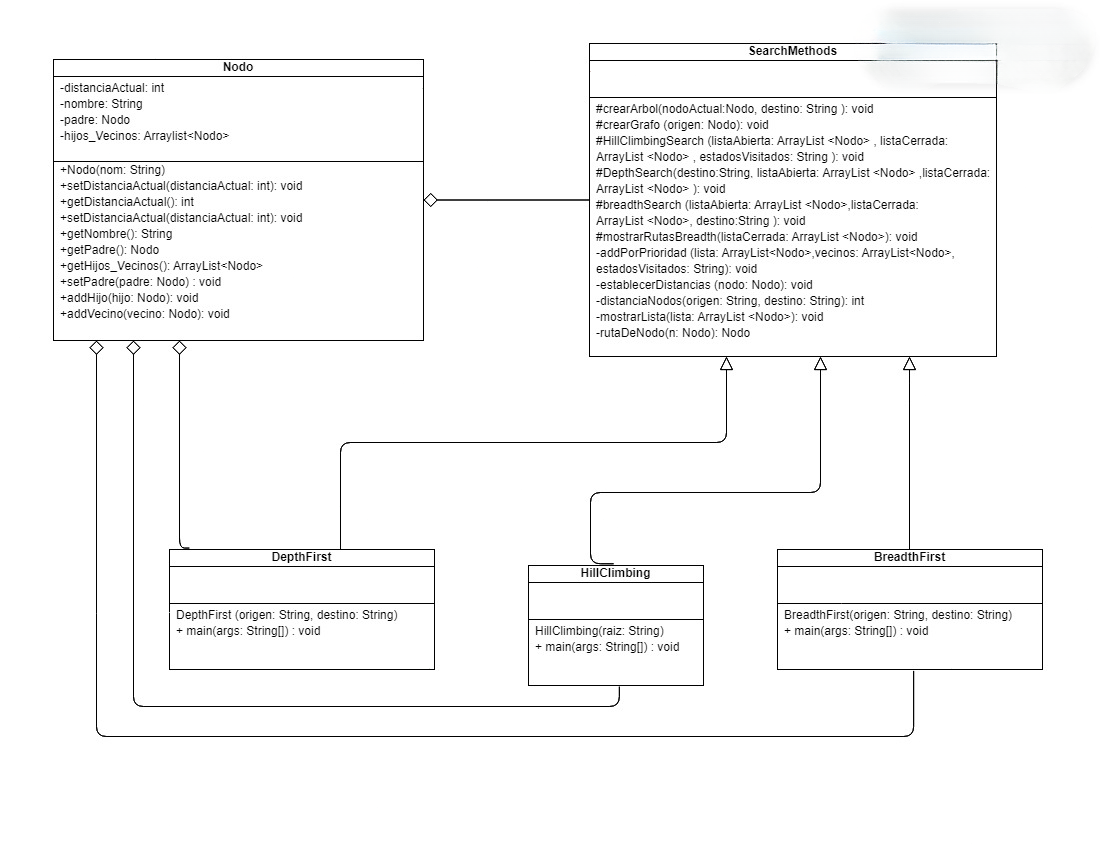 Nodo
-distanciaActual: int
-nombre: String
-padre: Nodo
-hijos_Vecinos: Arraylist<Nodo>
+Nodo(nom: String)
+setDistanciaActual(distanciaActual: int): void
+getDistanciaActual(): int
+setDistanciaActual(distanciaActual: int): void
+getNombre(): String
+getPadre(): Nodo
+getHijos_Vecinos(): ArrayList<Nodo>
+setPadre(padre: Nodo) : void
+addHijo(hijo: Nodo): void
+addVecino(vecino: Nodo): void
SearchMethods
#crearArbol(nodoActual:Nodo, destino: String ): void
#crearGrafo (origen: Nodo): void
#HillClimbingSearch (listaAbierta: ArrayList <Nodo> , listaCerrada:
ArrayList <Nodo> , estadosVisitados: String ): void
#DepthSearch(destino:String, listaAbierta: ArrayList <Nodo> ,listaCerrada:
ArrayList <Nodo> ): void
#breadthSearch (listaAbierta: ArrayList <Nodo>,listaCerrada:
ArrayList <Nodo>, destino:String ): void
#mostrarRutasBreadth(listaCerrada: ArrayList <Nodo>): void
-addPorPrioridad (lista: ArrayList<Nodo>,vecinos: ArrayList<Nodo>,
estadosVisitados: String): void
-establecerDistancias (nodo: Nodo): void
-distanciaNodos(origen: String, destino: String): int
-mostrarLista(lista: ArrayList <Nodo>): void
-rutaDeNodo(n: Nodo): Nodo
DepthFirst
DepthFirst (origen: String, destino: String)
+ main(args: String[]) : void
HillClimbing
HillClimbing(raiz: String)
+ main(args: String[]) : void
BreadthFirst
BreadthFirst(origen: String, destino: String)
+ main(args: String[]) : void